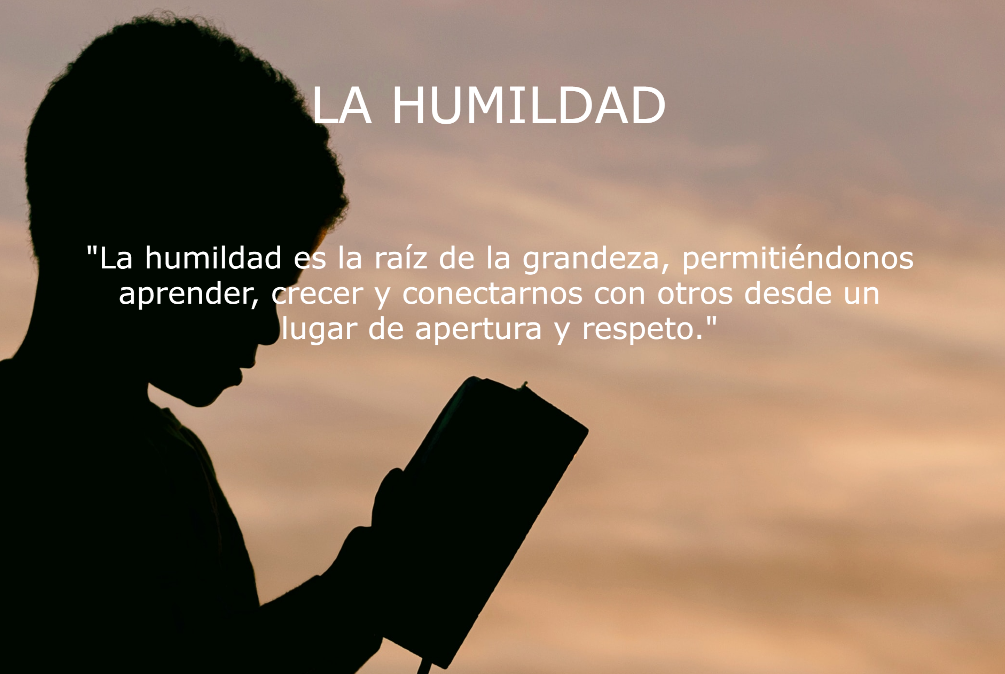 LA HUMILDAD
"La humildad es la raíz de la grandeza, permitiéndonos
aprender, crecer y conectarnos con otros desde un
lugar de apertura y respeto."